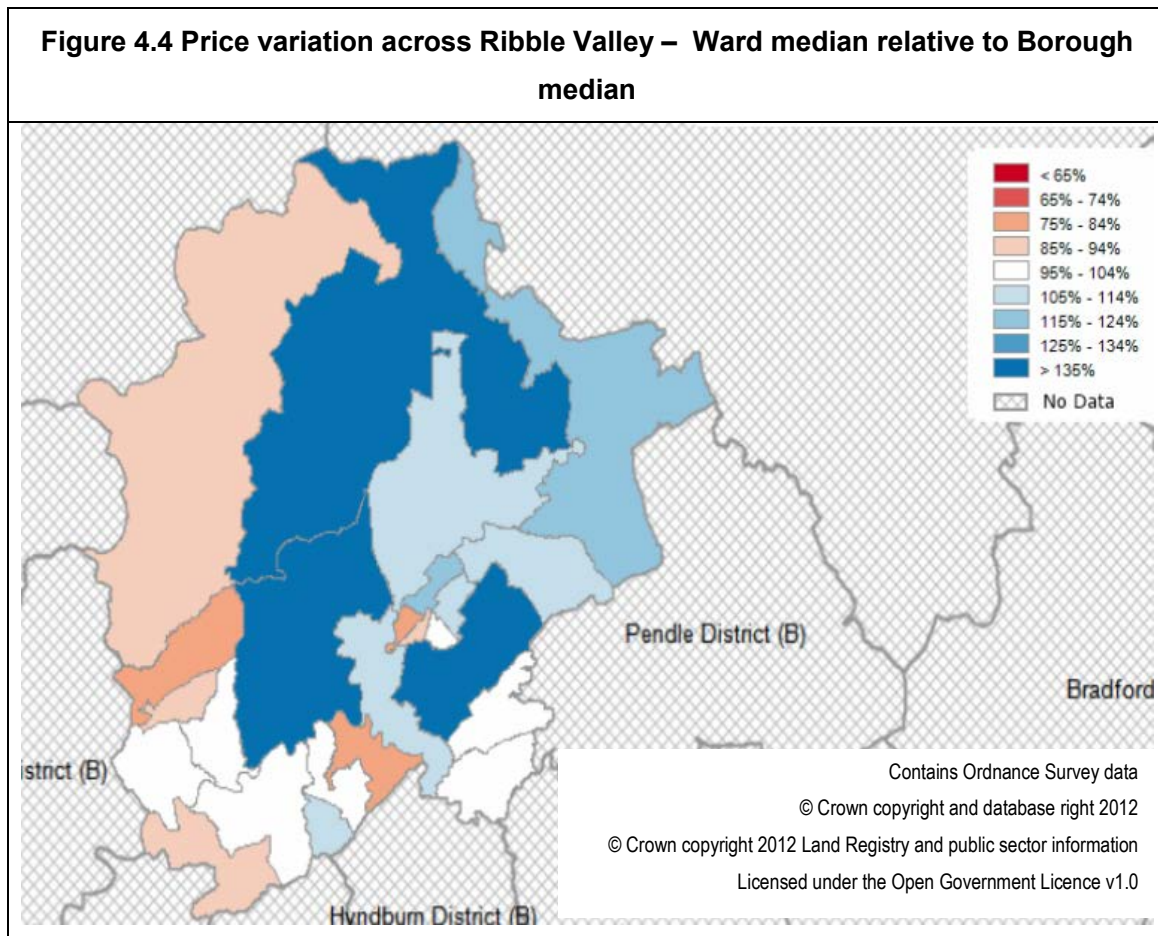 Figure 4.4 Price variation across Ribble Valley – Ward median relative to Borough
median
< 65%
65% - 74%
75% - 84%
85% - 94%
95% - 104%
105% - 114%
115% - 124%
125% - 134%
> 135%
No Data
Pendle District (B)
Bradford
istrict (B)
Hyndburn District (B)
Contains Ordnance Survey data
© Crown copyright and database right 2012
© Crown copyright 2012 Land Registry and public sector information
Licensed under the Open Government Licence v1.0